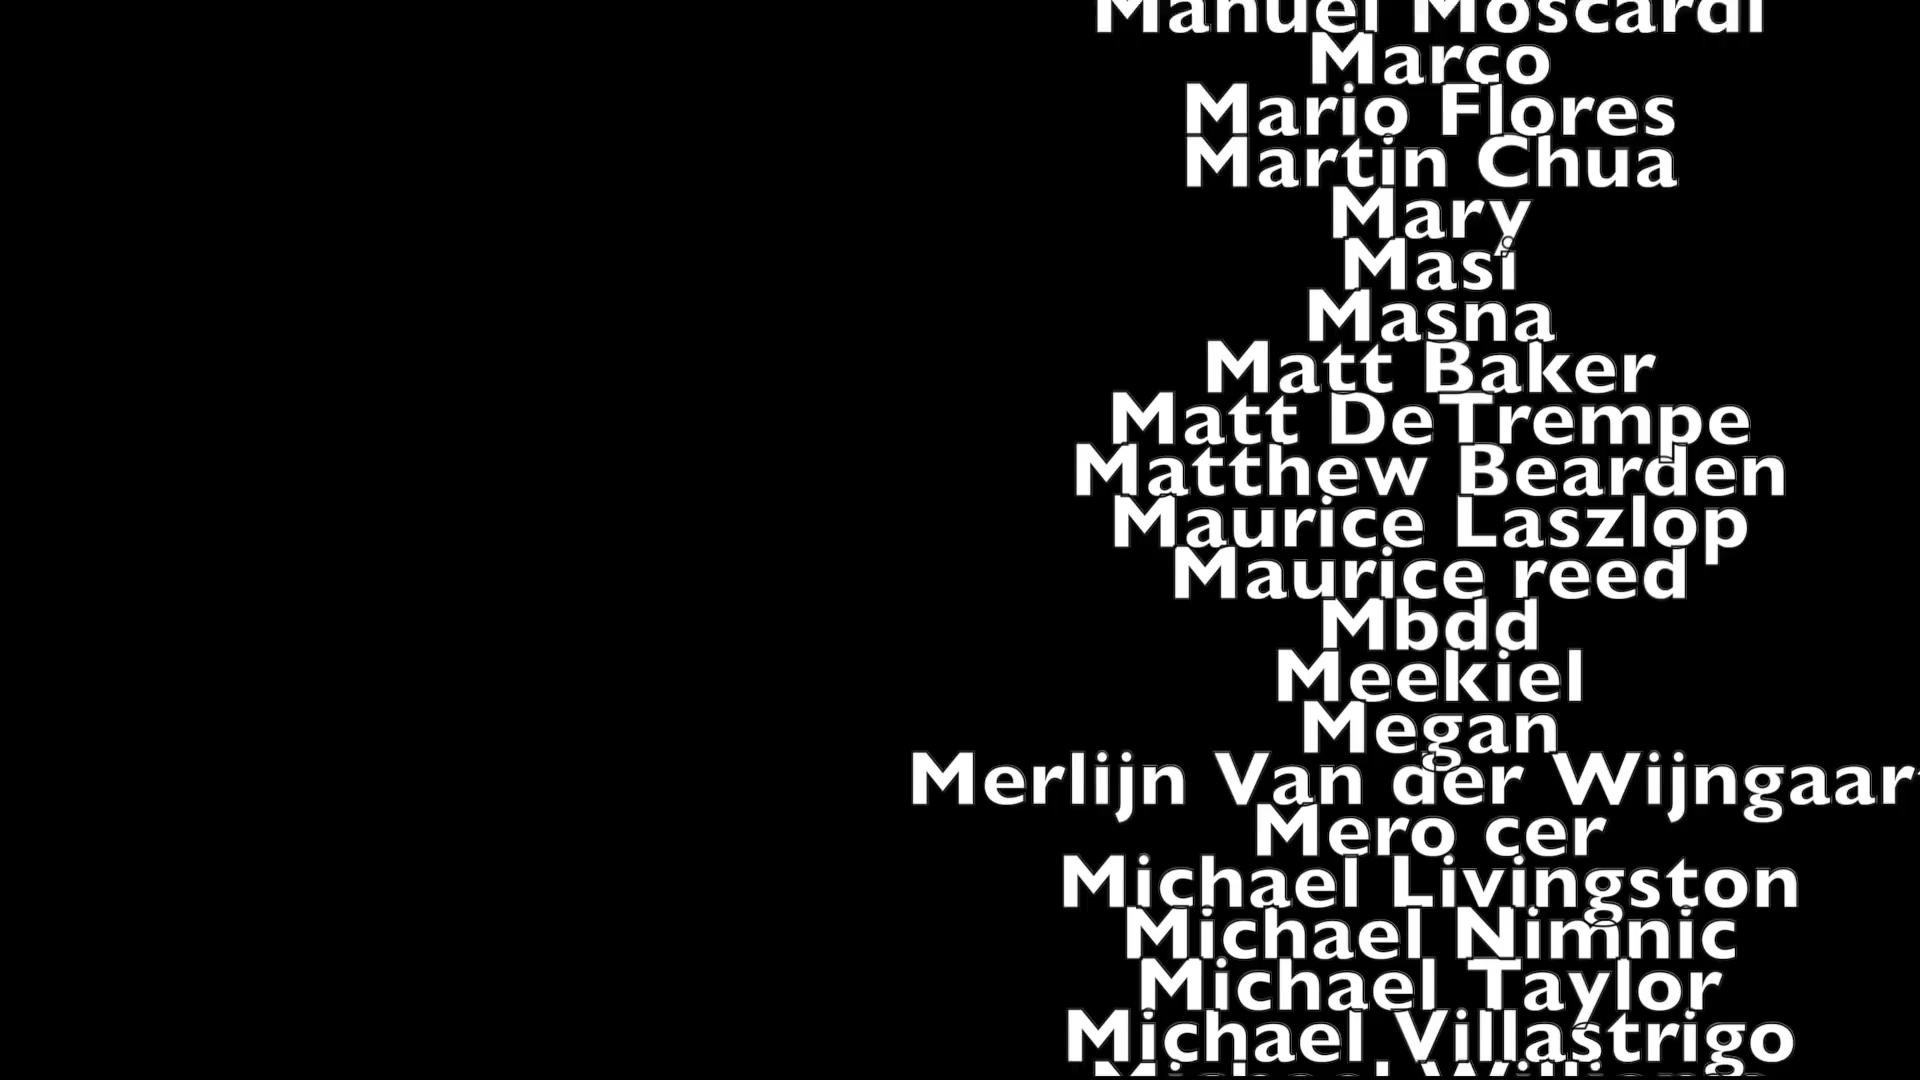 Manuel Moscardi
Marco
Mario Flores
Martin Chua
Mary
Masi
Masna
Matt Baker
Matt DeTrempe
Matthew Bearden
Maurice Laszlop
Maurice reed
Mbdd
Meekiel
Megan
Merlijn Van der Wijngaar
Mero cer
Michael Livingston
Michael Nimnic
Michael Taylor
Michael Villastrigo
Michael